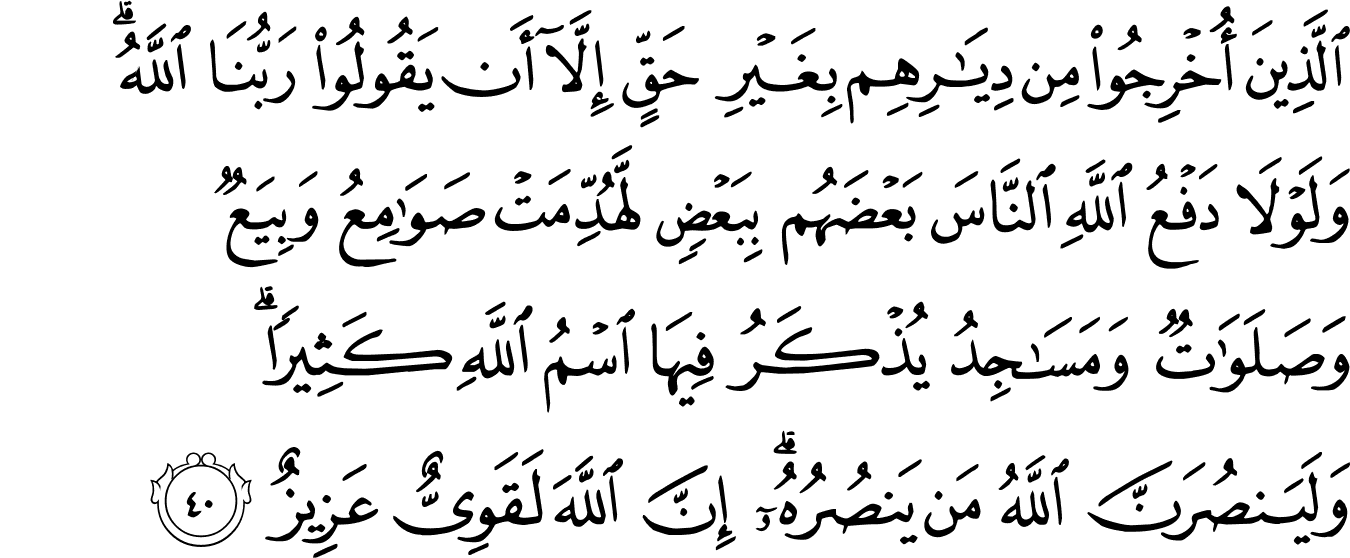 ٱلَّذِينَ أُخْرِجُوا۟ مِن دِيَـٰرِهِم بِغَيْرِ حَقٍّ إِلَّآ أَن يَقُولُوا۟ رَبُّنَا ٱللَّهُ ۗ
وَلَوْلَا دَفْعُ ٱللَّهِ ٱلنَّاسَ بَعْضَهُم بِبَعْضٍ لَّهُدِّمَتْ صَوَٰمِعُ وَبِيَعٌ
وَصَلَوَٰتٌ وَمَسَـٰجِدُ يُذْكَرُ فِيهَا ٱسْمُ ٱللَّهِ كَثِيرًا ۗ
وَلَيَنصُرَنَّ ٱللَّهُ مَن يَنصُرُهُۥٓ ۗ إِنَّ ٱللَّهَ لَقَوِىٌّ عَزِيزٌ ٤٠